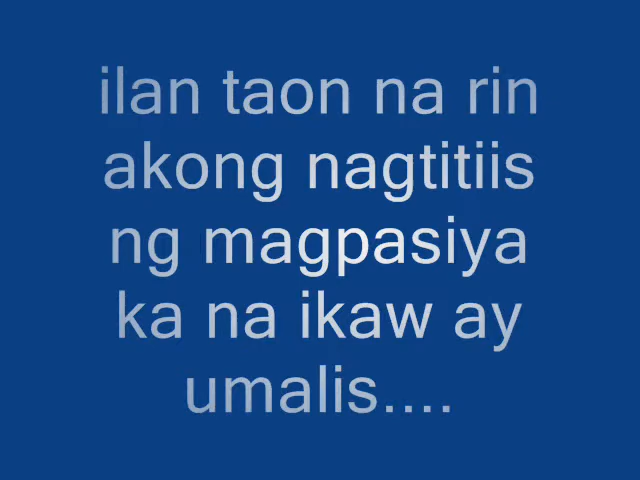 ilan taon na rin
akong nagtitiis
ng magpasiya
ka na ikaw ay
umalis....